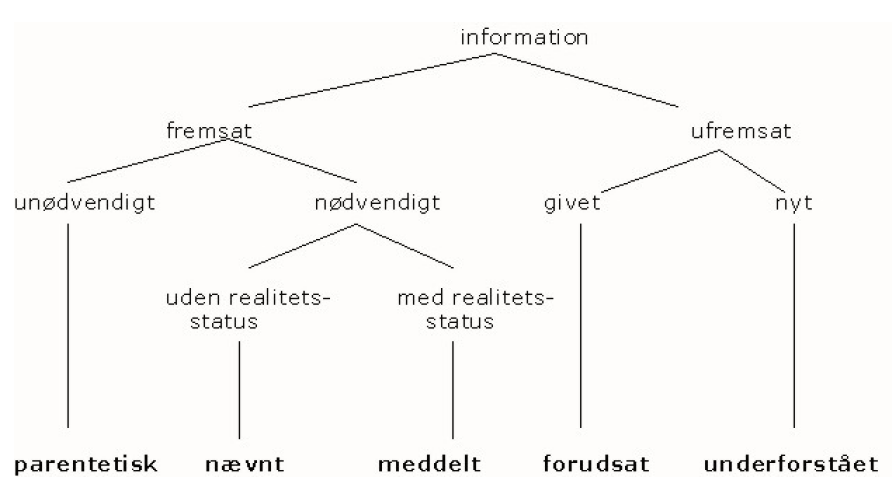 information
fremsat ufremsat
unødvendigt nødvendigt givet nyt
uden realitets- med realitets-
status status
parentetisk nævnt meddelt forudsat underforstået